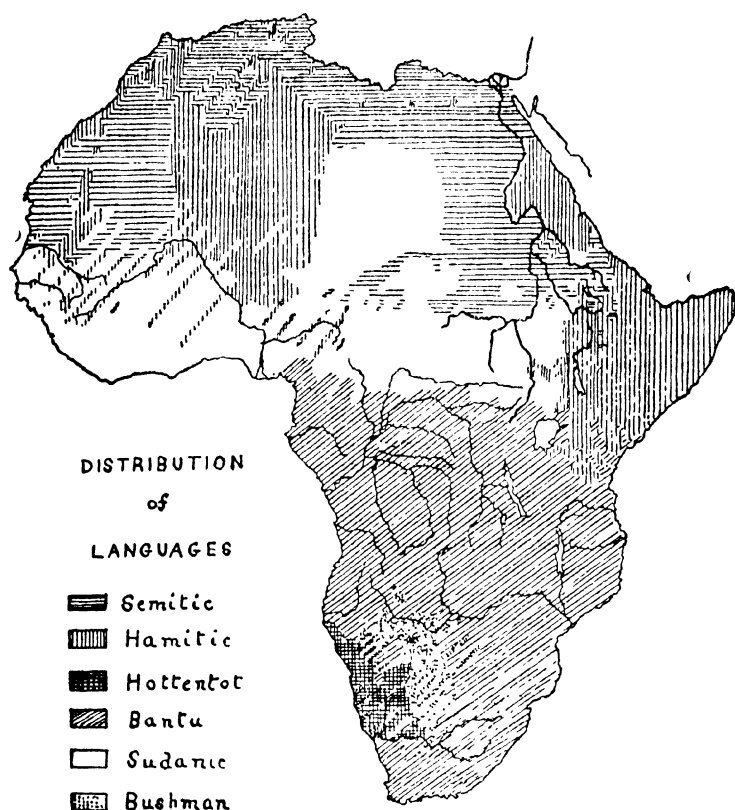 DISTRIBUTION
of
LANGUAGES
Semitic
Hamitic
Hottentot
Bantu
Sudanic
Bushman